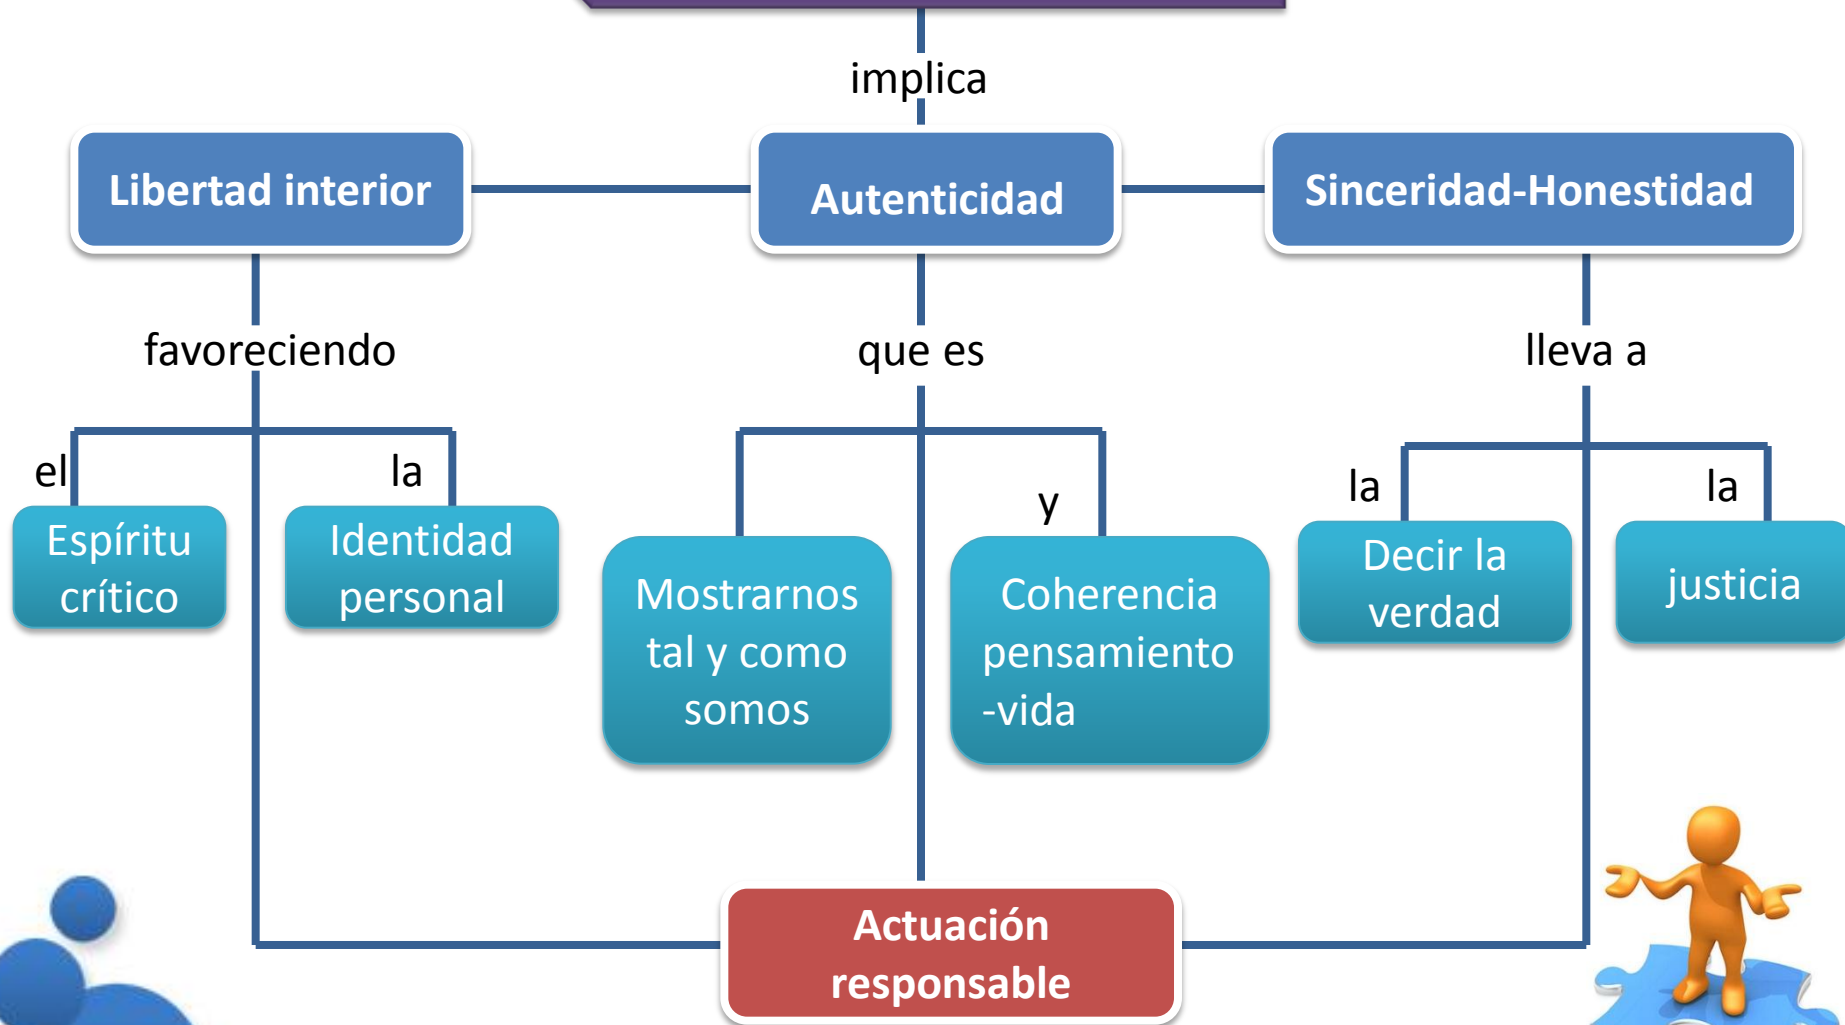 implica
Libertad interior
Autenticidad
Sinceridad-Honestidad
favoreciendo
que es
lleva a
el
la
y
la
la
Espíritu
crítico
Identidad
personal
Mostrarnos
tal y como
somos
Coherencia
pensamiento
-vida
Decir la
verdad
justicia
Actuación
responsable